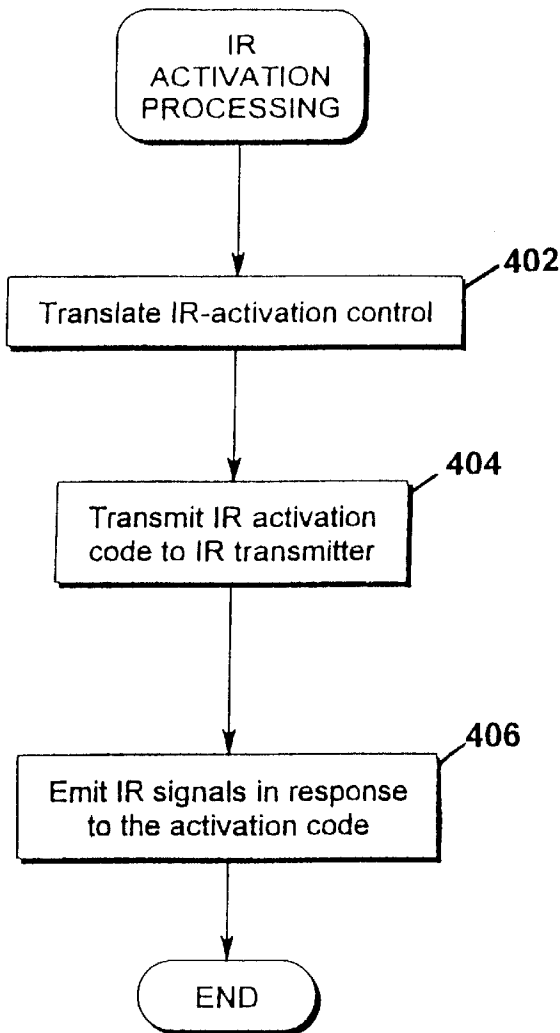 IR
ACTIVATION
PROCESSING
402
Translate IR-activation control
404
Transmit IR activation
code to IR transmitter
406
Emit IR signals in response
to the activation code
END